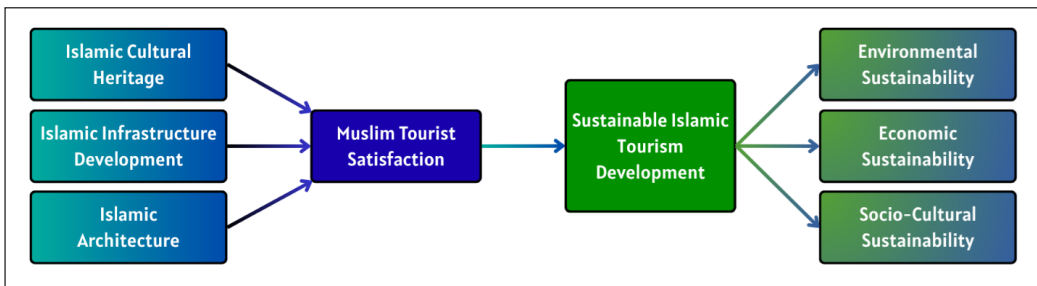 Islamic Cultural
Heritage
Islamic Infrastructure
Development
Islamic
Architecture
Muslim Tourist
Satisfaction
Sustainable Islamic
Tourism
Development
Environmental
Sustainability
Economic
Sustainability
Socio-Cultural
Sustainability